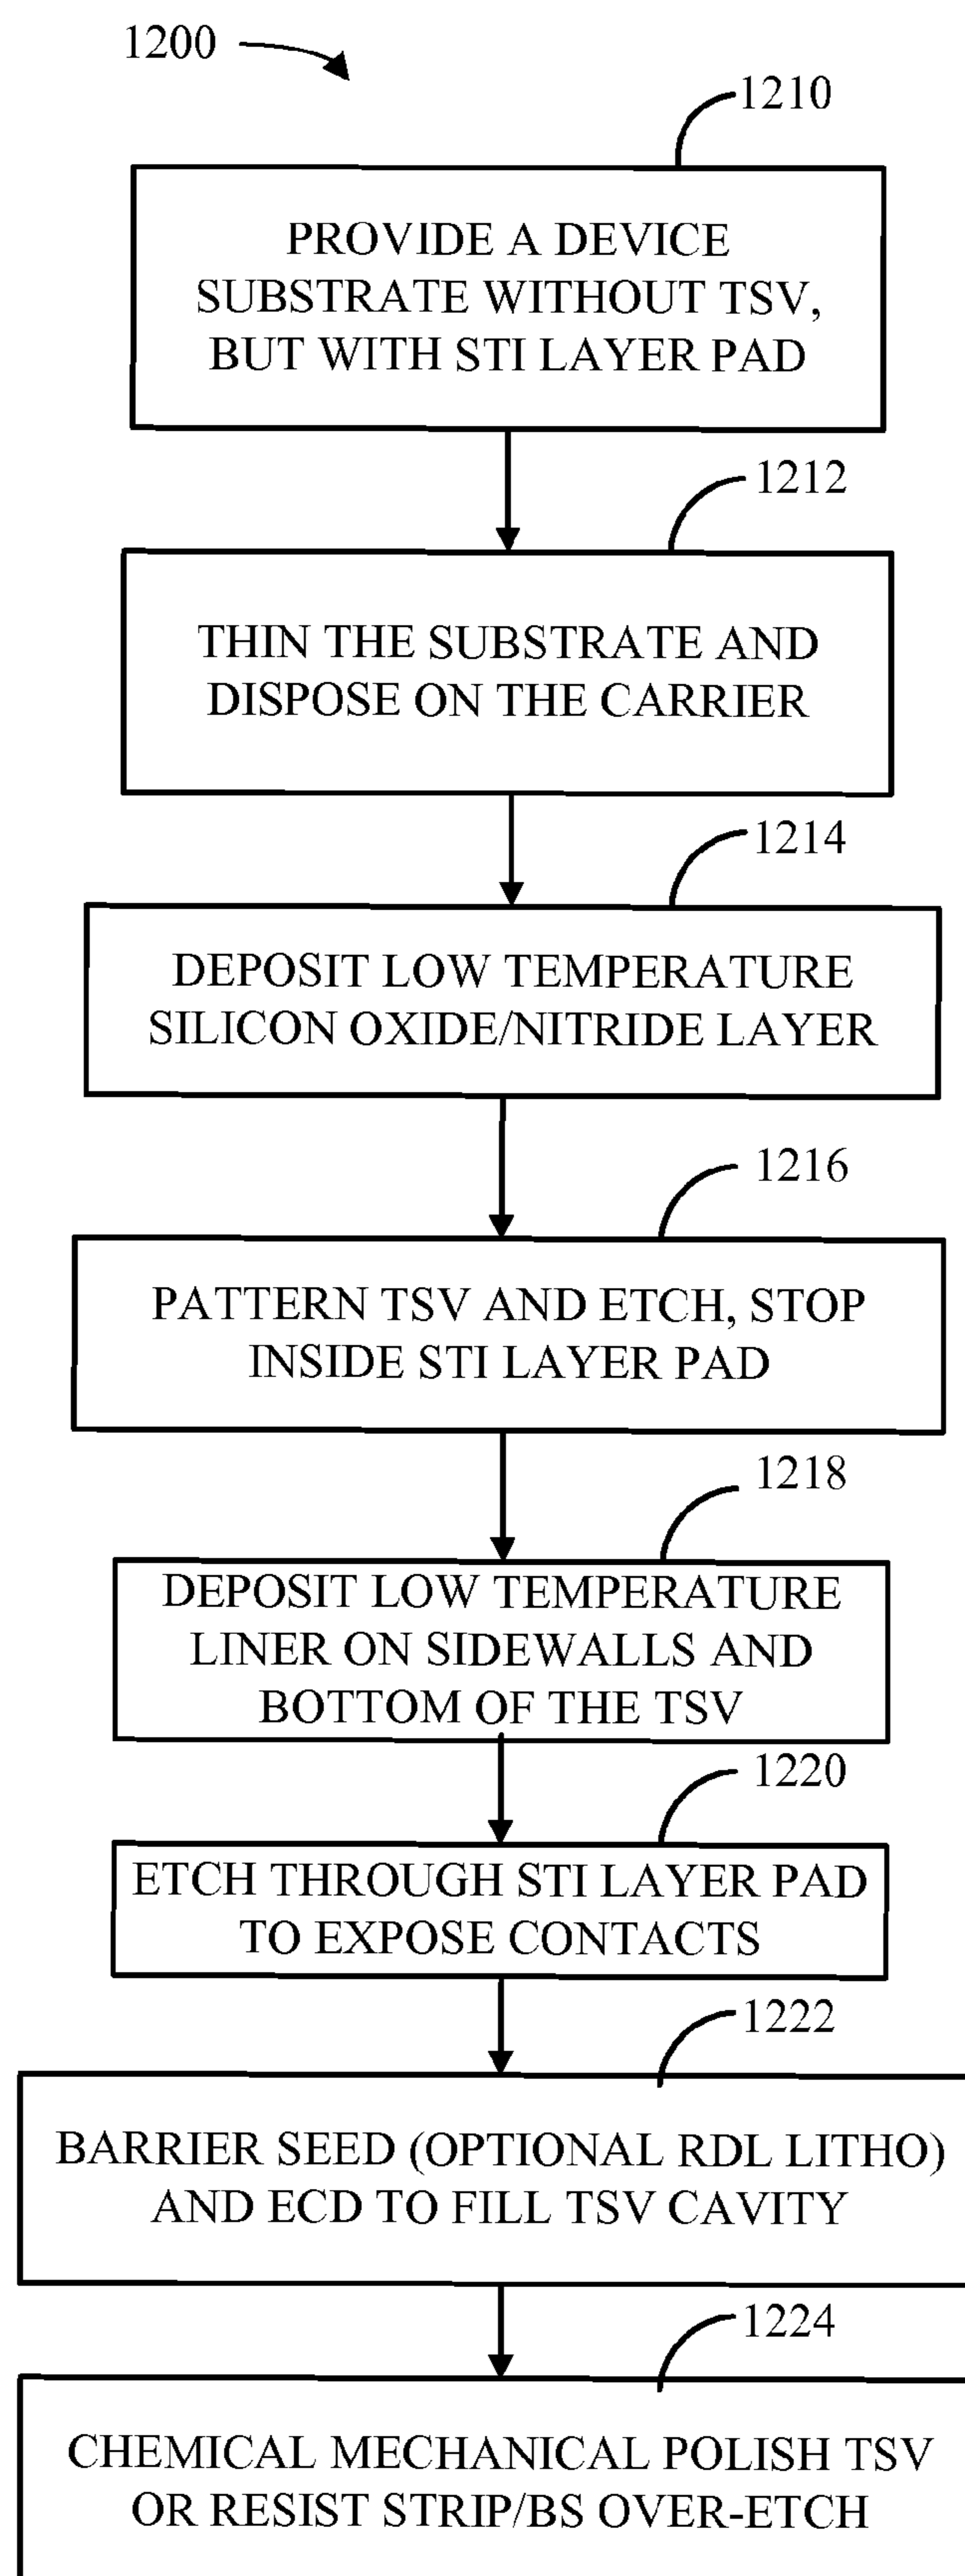 1200
1210
PROVIDE A DEVICE
SUBSTRATE WITHOUT TSV,
BUT WITH STI LAYER PAD
1212
THIN THE SUBSTRATE AND
DISPOSE ON THE CARRIER
1214
DEPOSIT LOW TEMPERATURE
SILICON OXIDE/NITRIDE LAYER
1216
PATTERN TSV AND ETCH, STOP
INSIDE STI LAYER PAD
1218
DEPOSIT LOW TEMPERATURE
LINER ON SIDEWALLS AND
BOTTOM OF THE TSV
1220
ETCH THROUGH STI LAYER PAD
TO EXPOSE CONTACTS
1222
BARRIER SEED (OPTIONAL RDL LITHO)
AND ECD TO FILL TSV CAVITY
1224
CHEMICAL MECHANICAL POLISH TSV
OR RESIST STRIP/BS OVER-ETCH